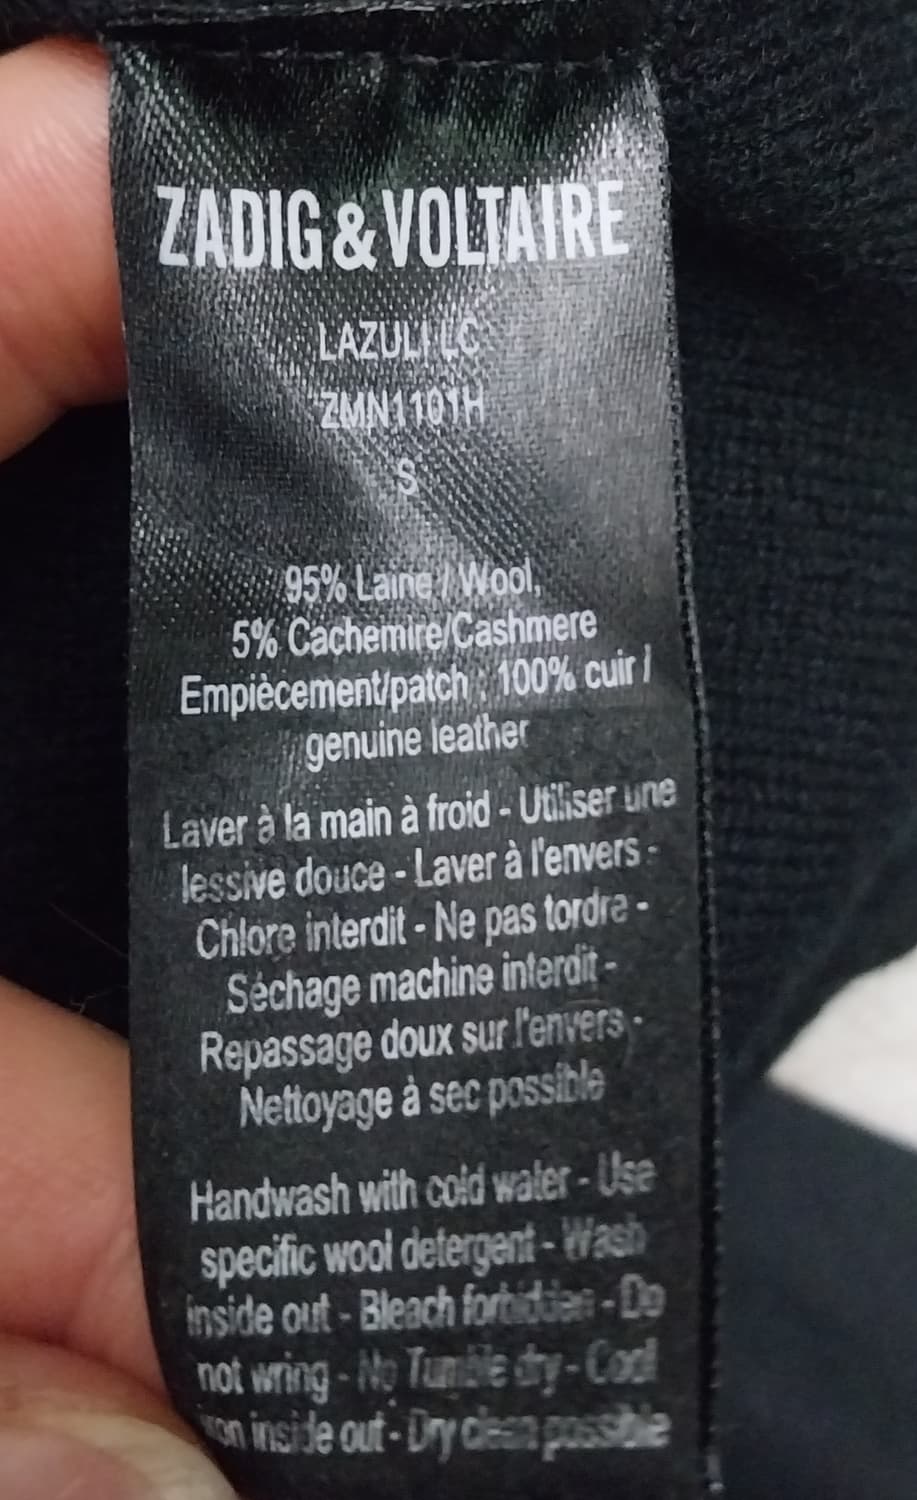 ZADIG & VOLTAIRE
LAZULI LC
ZMN1101H
S
95% Laine / Wool,
5% Cachemire/Cashmere
Empiècement/patch : 100% cuir /
genuine leather
Laver à la main à froid - Utiliser une
lessive douce - Laver à l'envers -
Chlore interdit - Ne pas tordre -
Séchage machine interdit -
Repassage doux sur l'envers -
Nettoyage à sec possible
Handwash with cold water - Use
specific wool detergent - Wash
inside out - Bleach forbidden - Do
not wring - No Tumble dry - Cool
iron inside out - Dry clean possible